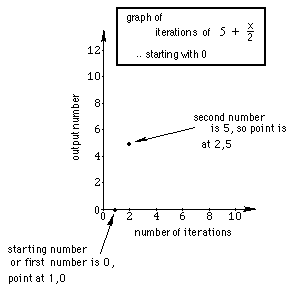 graph of
iterations of 5 + x/2
.. starting with 0
12
10
8
6
4
2
0
output number
second number
is 5, so point is
at 2,5
0 2 4 6 8 10
number of iterations
starting number
or first number is 0,
point at 1,0